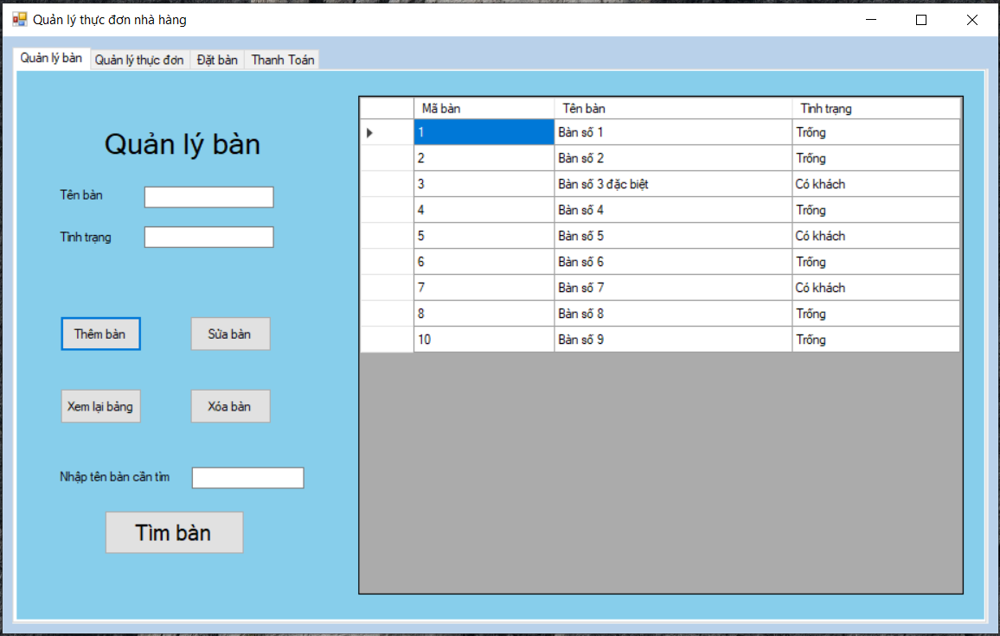 Quản lý thực đơn nhà hàng
Quản lý bàn Quản lý thực đơn Đặt bàn Thanh Toán
Quản lý bàn
Tên bàn
Tình trạng
Thêm bàn Sửa bàn
Xem lại bảng Xóa bàn
Nhập tên bàn cần tìm
Tìm bàn
Mã bàn Tên bàn Tình trạng
1 Bàn số 1 Trống
2 Bàn số 2 Trống
3 Bàn số 3 đặc biệt Có khách
4 Bàn số 4 Trống
5 Bàn số 5 Có khách
6 Bàn số 6 Trống
7 Bàn số 7 Có khách
8 Bàn số 8 Trống
10 Bàn số 9 Trống